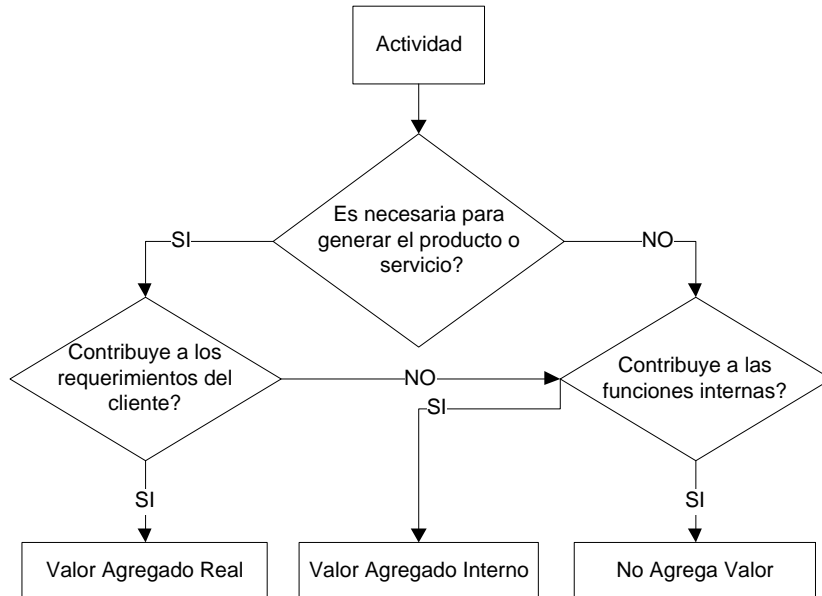 Actividad
Es necesaria para
generar el producto o
servicio?
SI
NO
Contribuye a los
requerimientos del
cliente?
NO
Contribuye a las
funciones internas?
SI
SI
SI
Valor Agregado Real
Valor Agregado Interno
No Agrega Valor